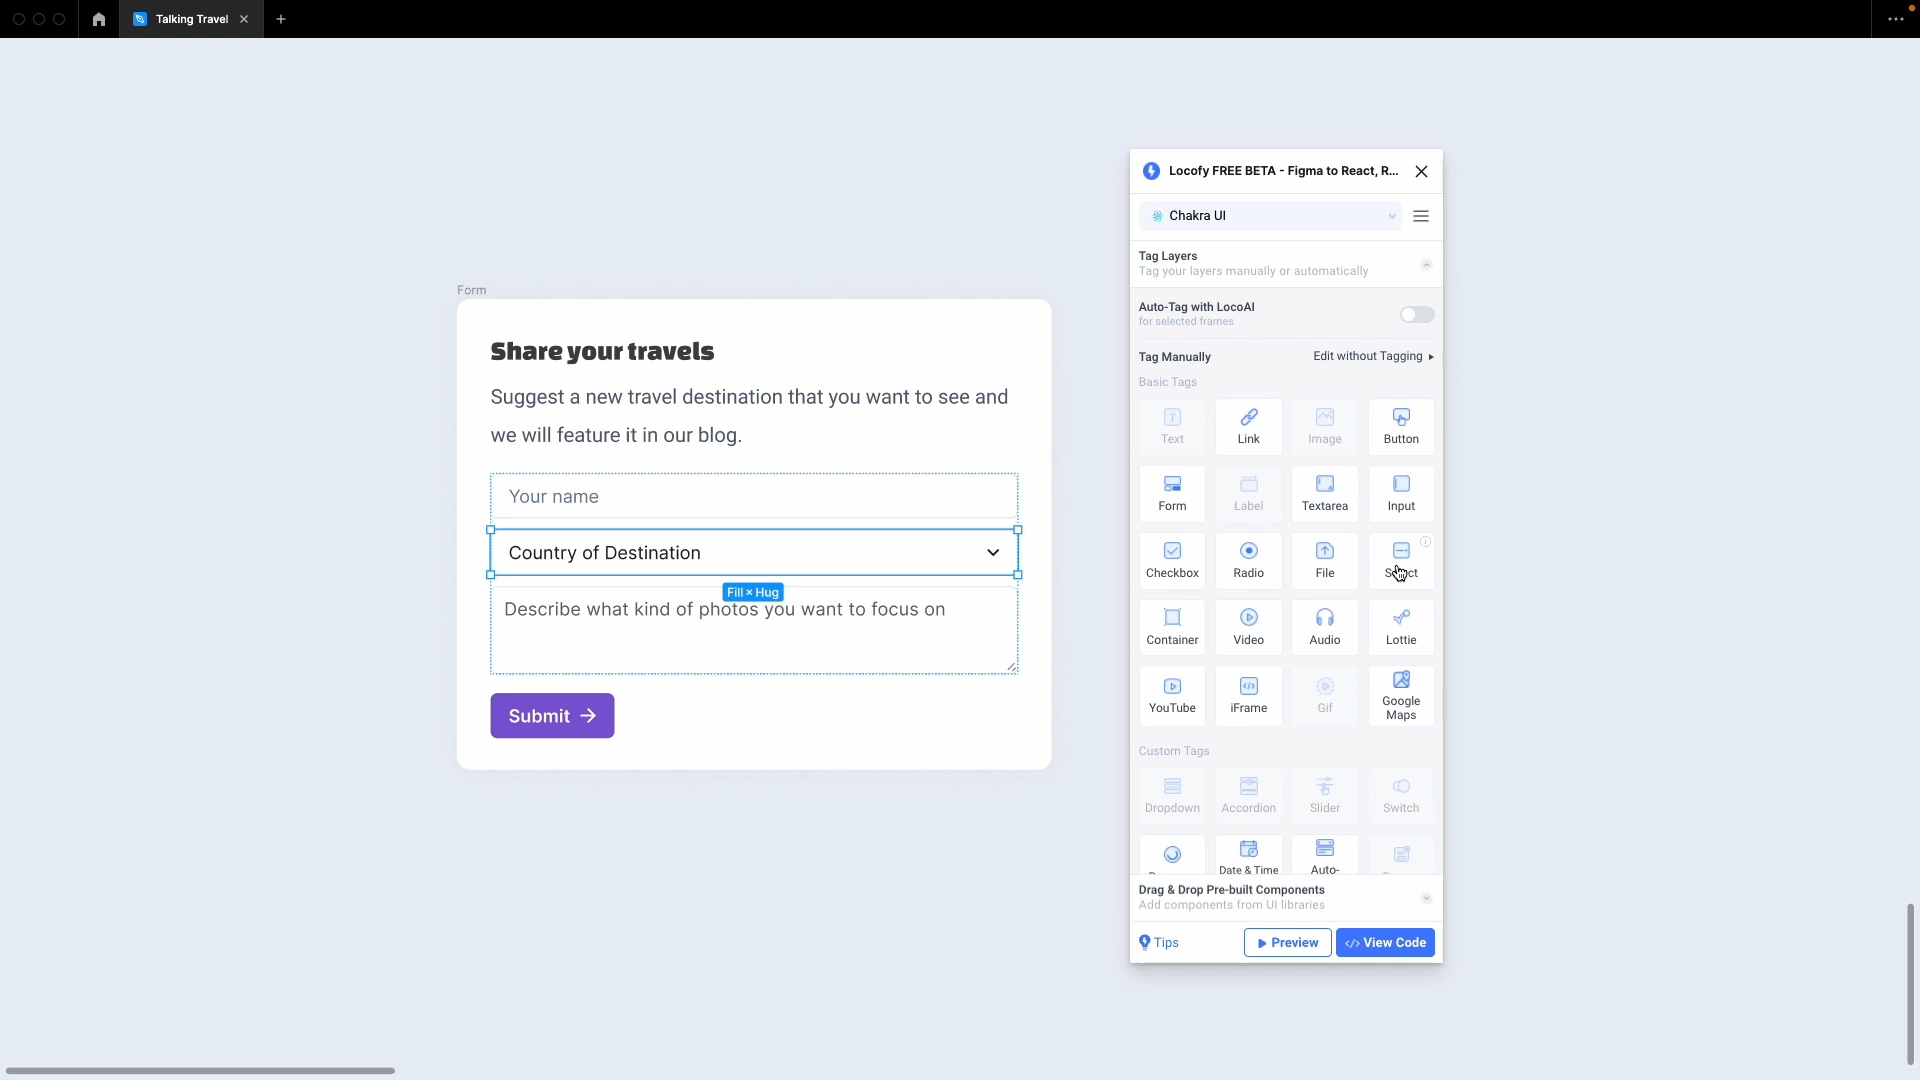 Talking Travel
Form
Share your travels
Suggest a new travel destination that you want to see and
we will feature it in our blog.
Your name
Country of Destination
Fill × Hug
Describe what kind of photos you want to focus on
Submit
Locofy FREE BETA - Figma to React, R...
Chakra UI
Tag Layers
Tag your layers manually or automatically
Auto-Tag with LocoAI
for selected frames
Tag Manually
Edit without Tagging
Basic Tags
Text
Link
Image
Button
Form
Label
Textarea
Input
Checkbox
Radio
File
Select
Container
Video
Audio
Lottie
YouTube
iFrame
Gif
Google
Maps
Custom Tags
Dropdown
Accordion
Slider
Switch
Date & Time
Auto-
Drag & Drop Pre-built Components
Add components from UI libraries
Tips
Preview
View Code